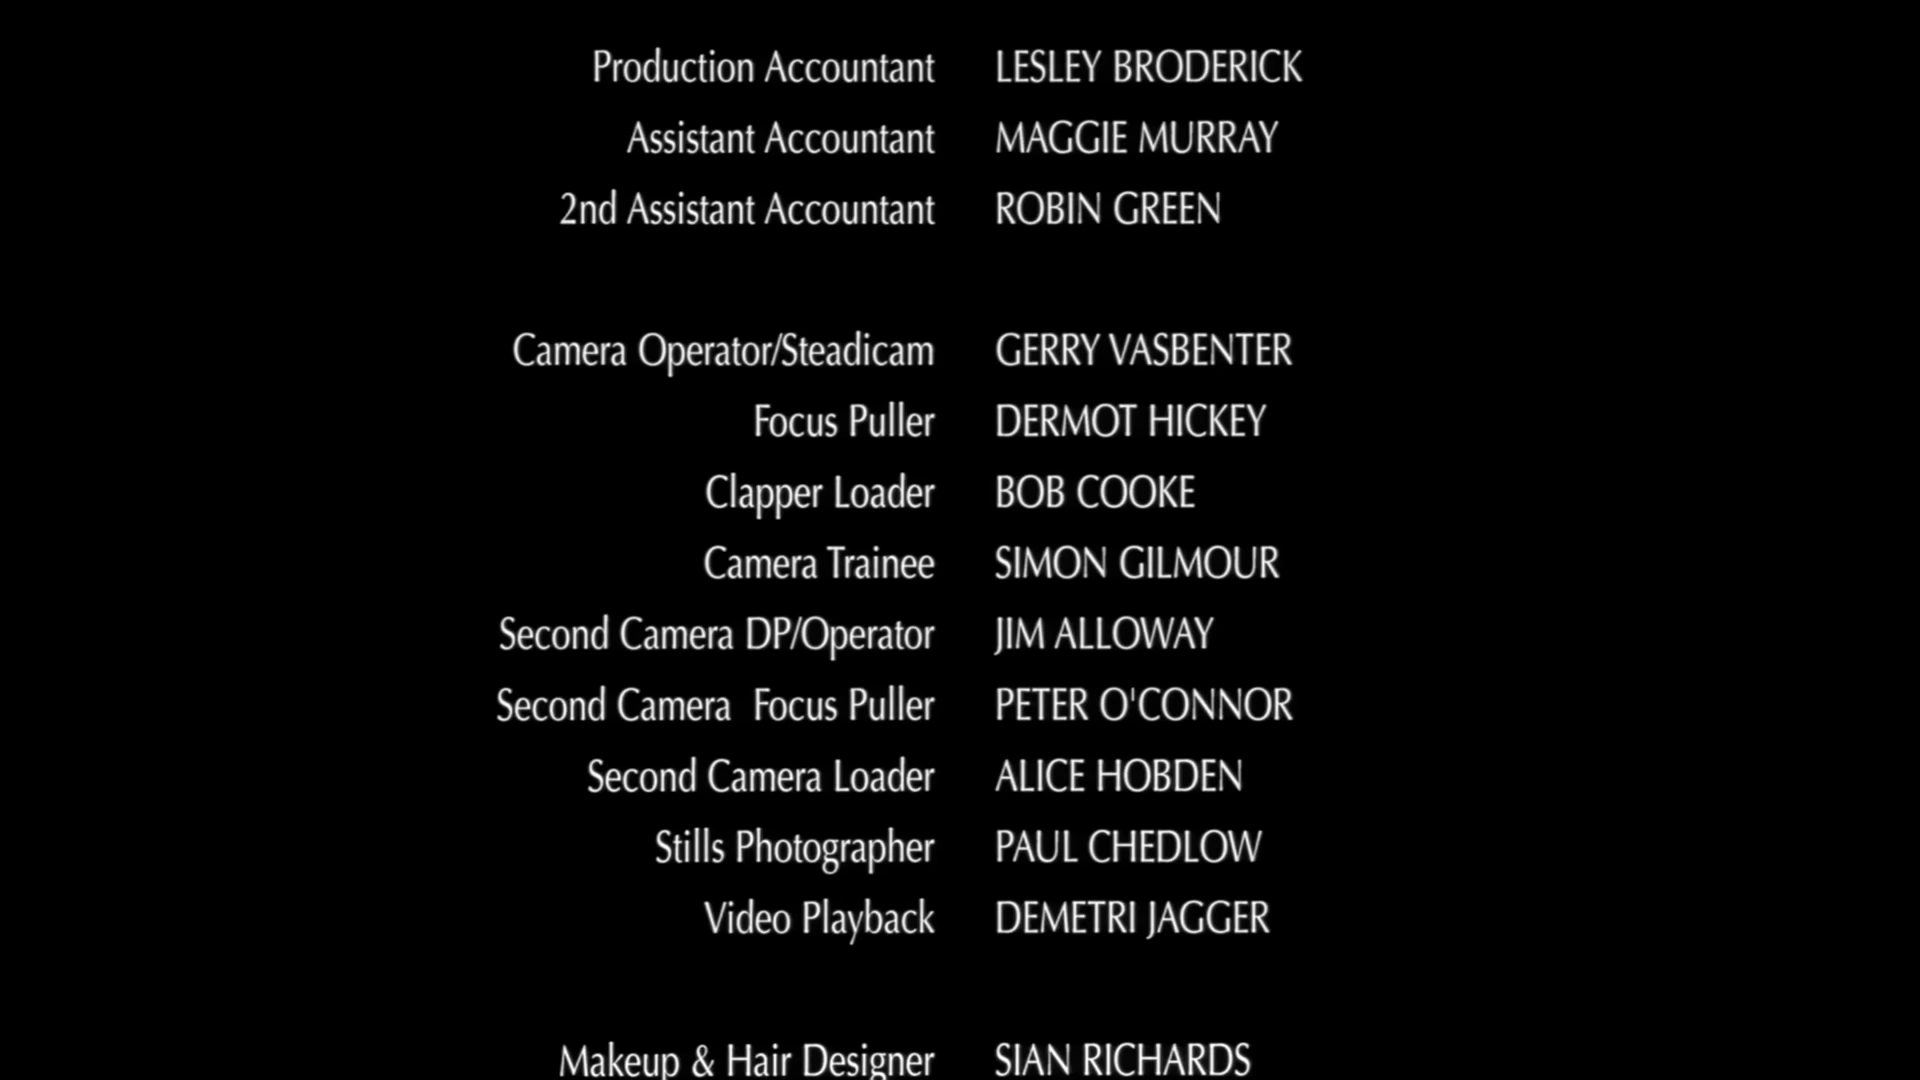 Production Accountant LESLEY BRODERICK
Assistant Accountant MAGGIE MURRAY
2nd Assistant Accountant ROBIN GREEN
Camera Operator/Steadicam GERRY VASBENTER
Focus Puller DERMOT HICKEY
Clapper Loader BOB COOKE
Camera Trainee SIMON GILMOUR
Second Camera DP/Operator JIM ALLOWAY
Second Camera  Focus Puller PETER O'CONNOR
Second Camera Loader ALICE HOBDEN
Stills Photographer PAUL CHEDLOW
Video Playback DEMETRI JAGGER
Makeup & Hair Designer SIAN RICHARDS